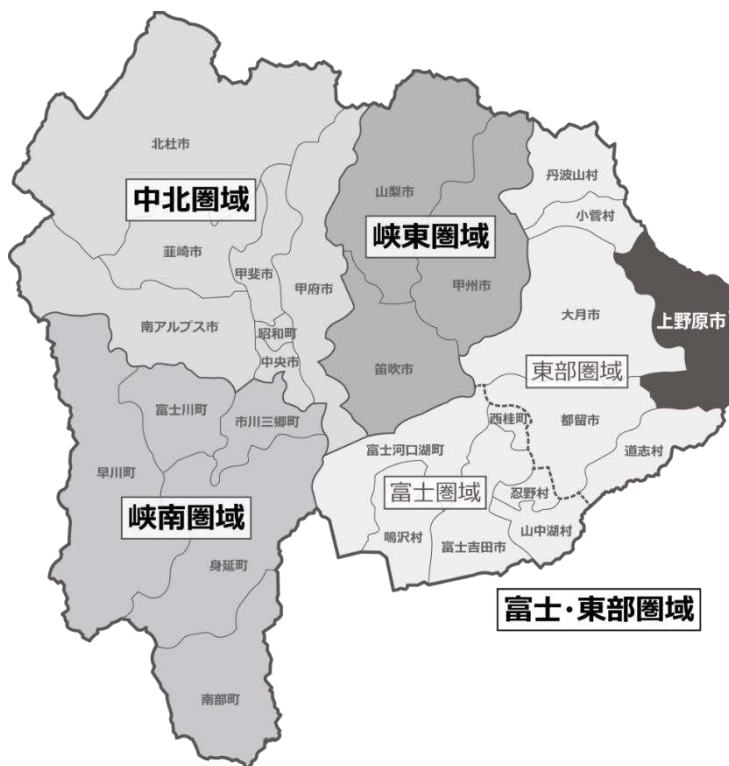 北杜市
丹波山村
山梨市
中北圏域
小菅村
峡東圏域
韮崎市
甲斐市
甲州市
甲府市
大月市
上野原市
南アルプス市
昭和町
中央市
笛吹市
東部圏域
富士川町
市川三郷町
西桂町
都留市
富士河口湖町
道志村
早川町
富士圏域
忍野村
峡南圏域
鳴沢村
富士吉田市
山中湖村
身延町
富士・東部圏域
南部町